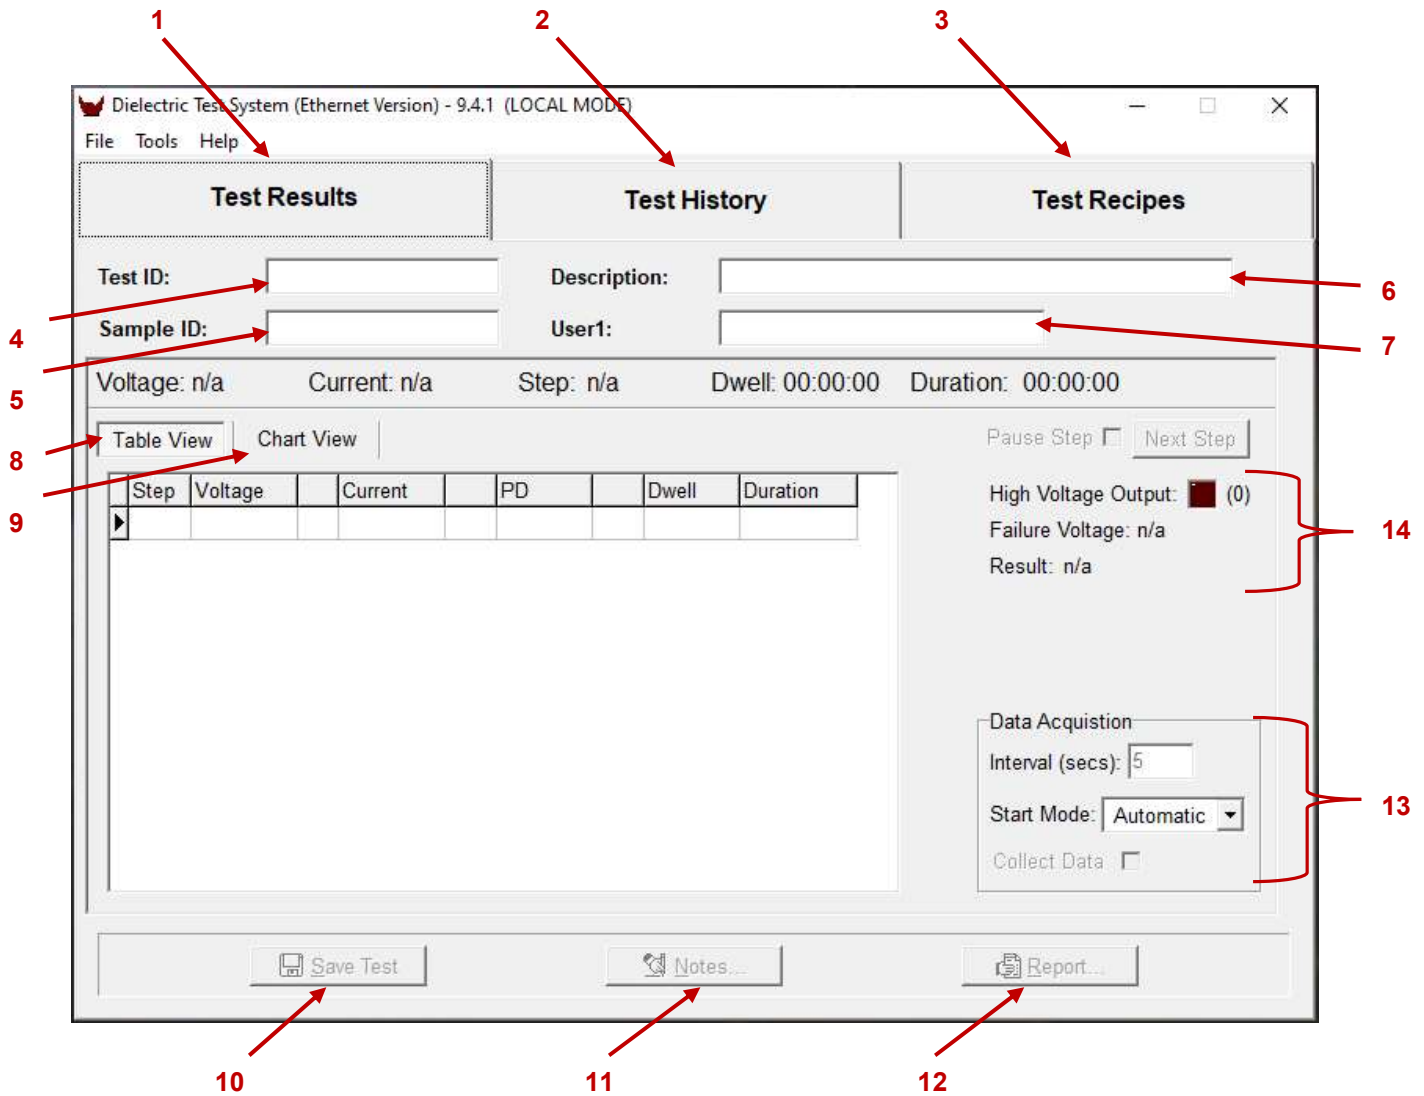 1 2 3
Dielectric Test System (Ethernet Version) - 9.4.1 (LOCAL MODE)
File Tools Help
Test Results Test History Test Recipes
Test ID: Description:
6
4 Sample ID: User1:
7
5 Voltage: n/a Current: n/a Step: n/a Dwell: 00:00:00 Duration: 00:00:00
8 Table View Chart View Pause Step Next Step
Step Voltage Current PD Dwell Duration High Voltage Output: (0)
9 Failure Voltage: n/a 14
Result: n/a
Data Acquistion
Interval (secs): 5
Start Mode: Automatic 13
Collect Data
Save Test Notes... Report...
10 11 12